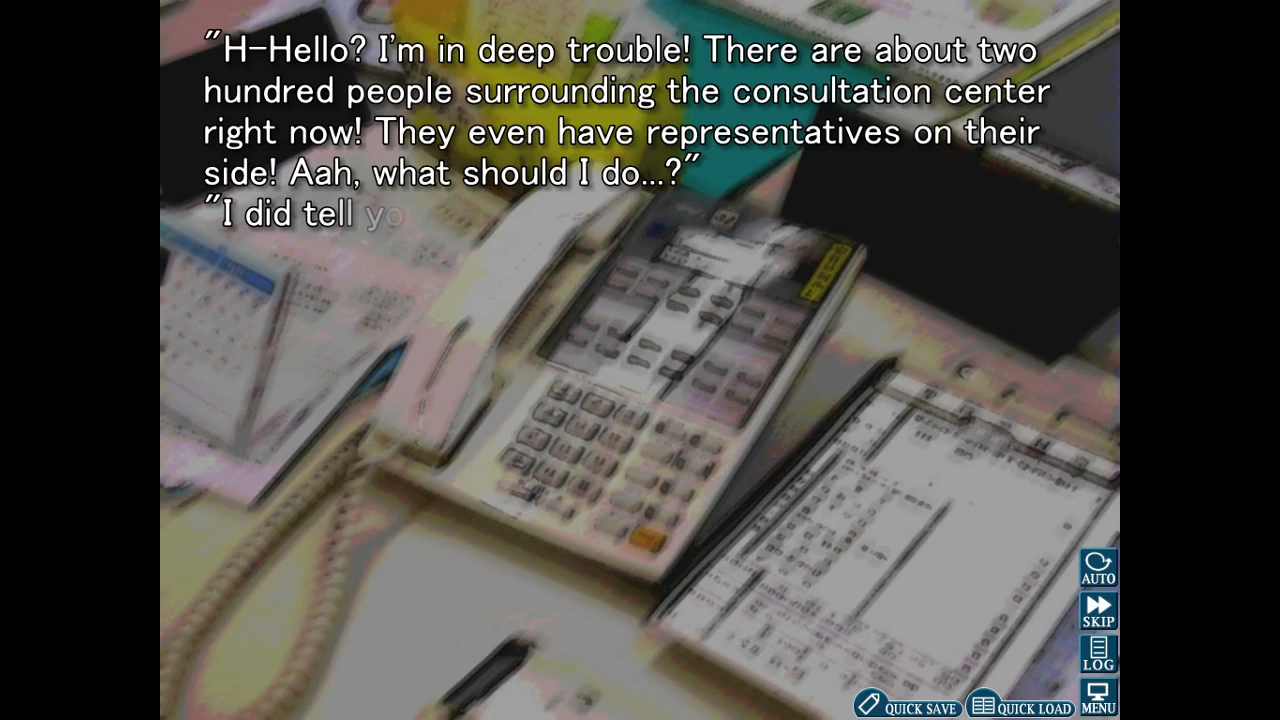 "H-Hello? I'm in deep trouble! There are about two
hundred people surrounding the consultation center
right now! They even have representatives on their
side! Aah, what should I do...?"
"I did tell yo
AUTO
SKIP
LOG
MENU
QUICK SAVE
QUICK LOAD